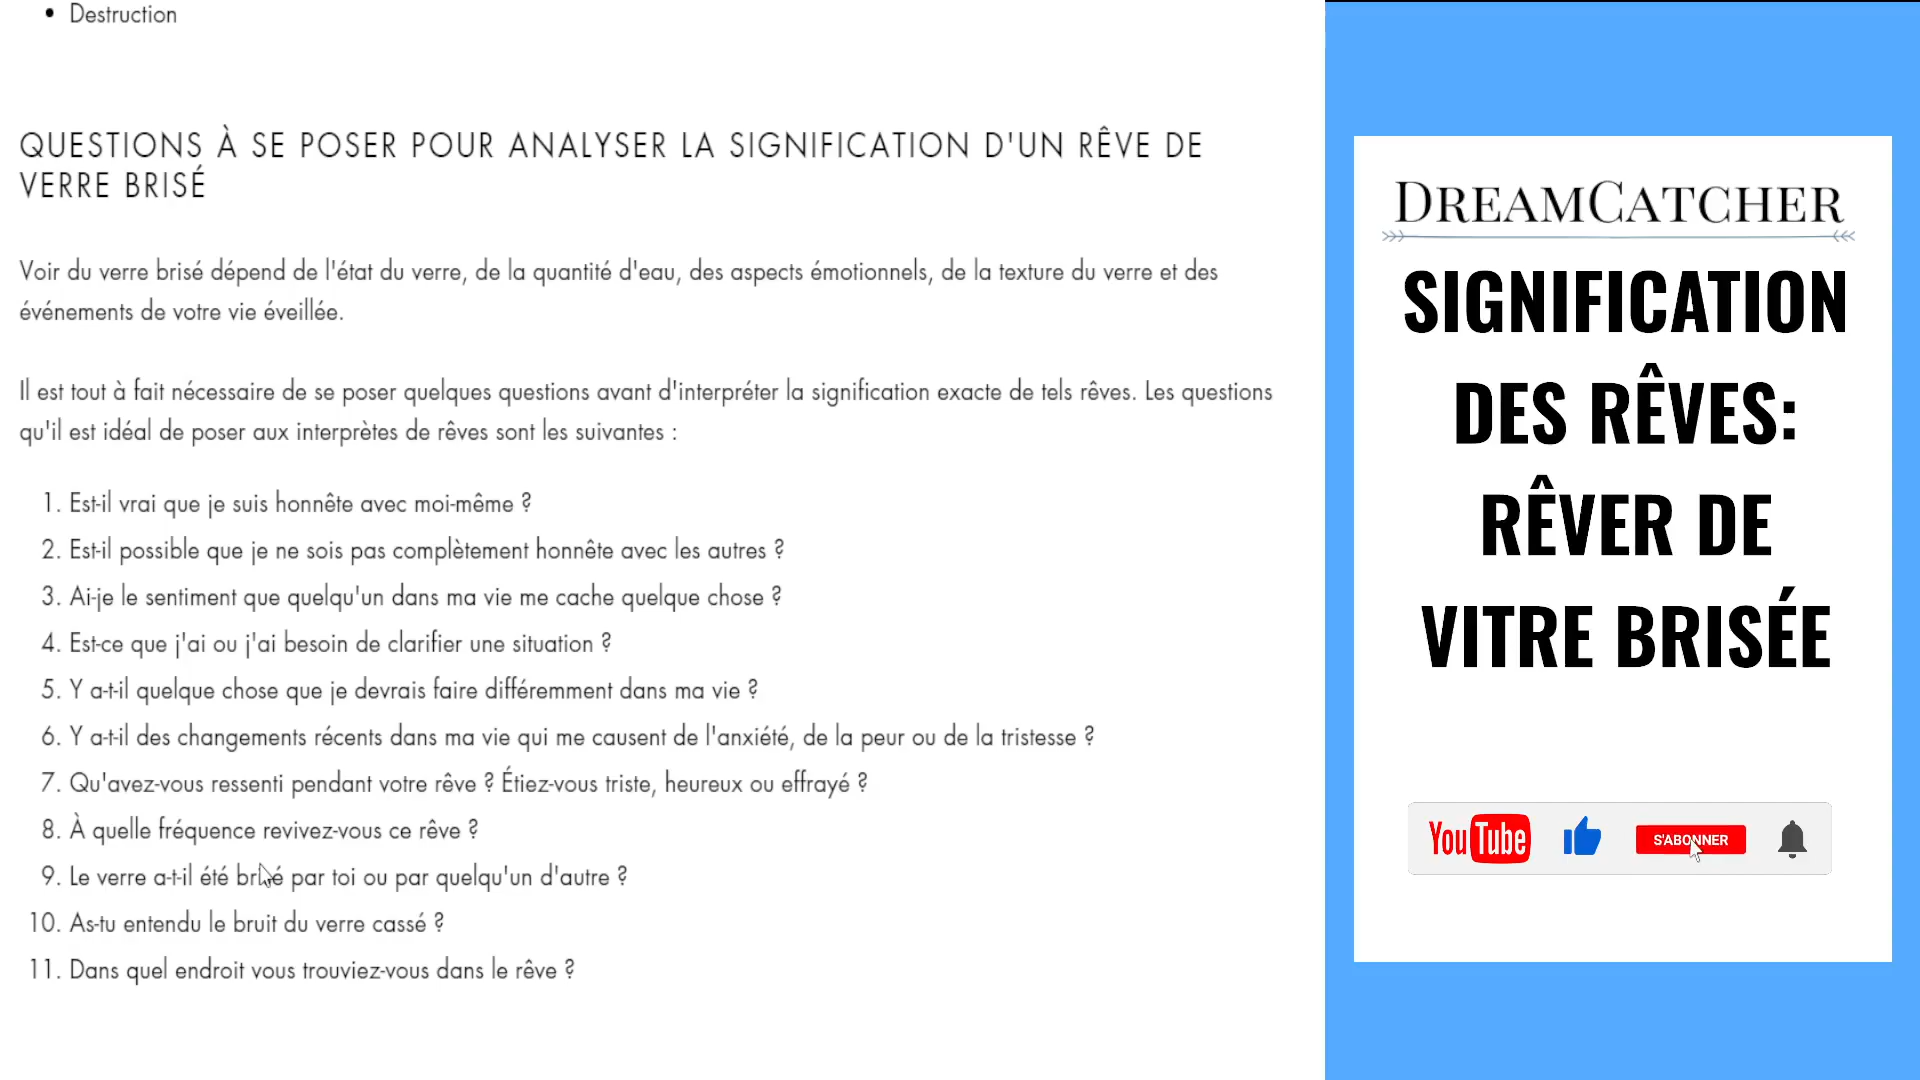 • Destruction
QUESTIONS À SE POSER POUR ANALYSER LA SIGNIFICATION D'UN RÊVE DE
VERRE BRISÉ
Voir du verre brisé dépend de l'état du verre, de la quantité d'eau, des aspects émotionnels, de la texture du verre et des
événements de votre vie éveillée.
Il est tout à fait nécessaire de se poser quelques questions avant d'interpréter la signification exacte de tels rêves. Les questions
qu'il est idéal de poser aux interprètes de rêves sont les suivantes :
1. Est-il vrai que je suis honnête avec moi-même ?
2. Est-il possible que je ne sois pas complètement honnête avec les autres ?
3. Ai-je le sentiment que quelqu'un dans ma vie me cache quelque chose ?
4. Est-ce que j'ai ou j'ai besoin de clarifier une situation ?
5. Y a-t-il quelque chose que je devrais faire différemment dans ma vie ?
6. Y a-t-il des changements récents dans ma vie qui me causent de l'anxiété, de la peur ou de la tristesse ?
7. Qu'avez-vous ressenti pendant votre rêve ? Étiez-vous triste, heureux ou effrayé ?
8. À quelle fréquence revivez-vous ce rêve ?
9. Le verre a-t-il été brisé par toi ou par quelqu'un d'autre ?
10. As-tu entendu le bruit du verre cassé ?
11. Dans quel endroit vous trouviez-vous dans le rêve ?
DREAMCATCHER
SIGNIFICATION
DES RÊVES:
RÊVER DE
VITRE BRISÉE
YouTube
S'ABONNER